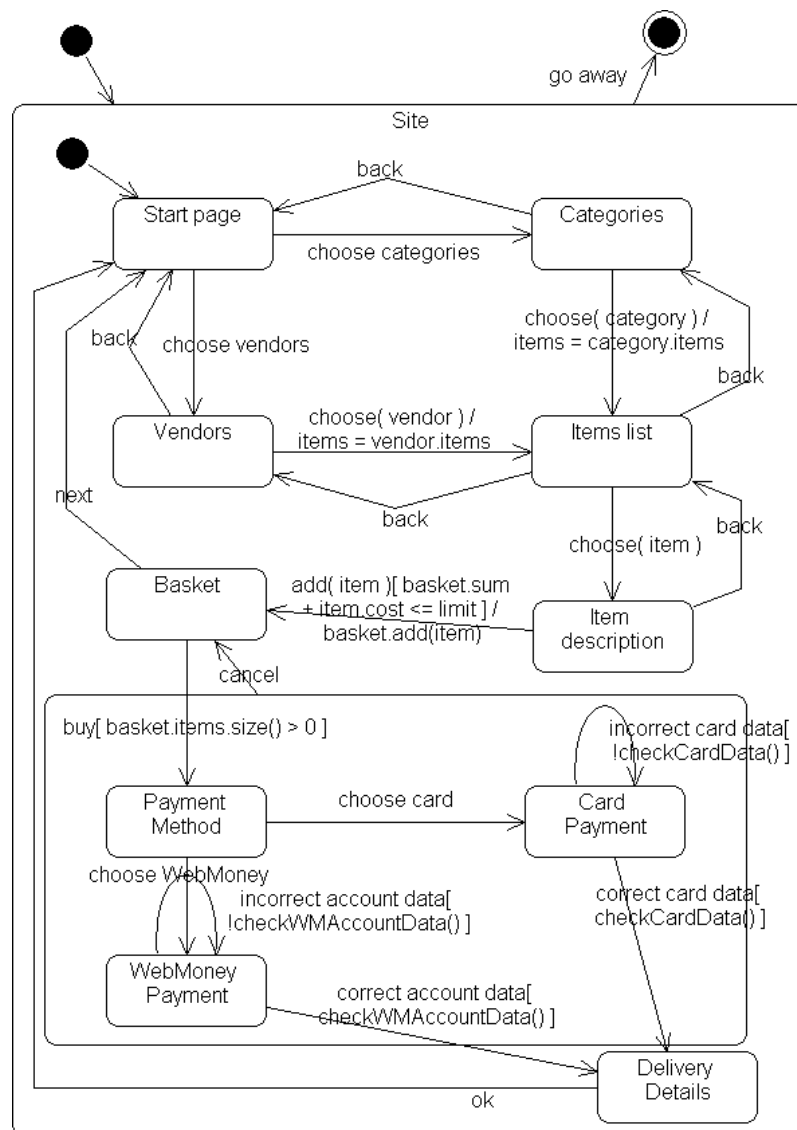 go away
Site
back
Start page
Categories
choose categories
choose( category ) /
items = category.items
back
choose vendors
back
Vendors
choose( vendor ) /
items = vendor.items
Items list
back
next
back
choose( item )
Basket
add( item )[ basket.sum
+ item.cost <= limit ] /
basket.add(item)
Item
description
cancel
buy[ basket.items.size() > 0 ]
incorrect card data[
!checkCardData() ]
Payment
Method
choose card
Card
Payment
choose WebMoney
incorrect account data[
!checkWMAccountData() ]
correct card data[
checkCardData() ]
WebMoney
Payment
correct account data[
checkWMAccountData() ]
Delivery
Details
ok